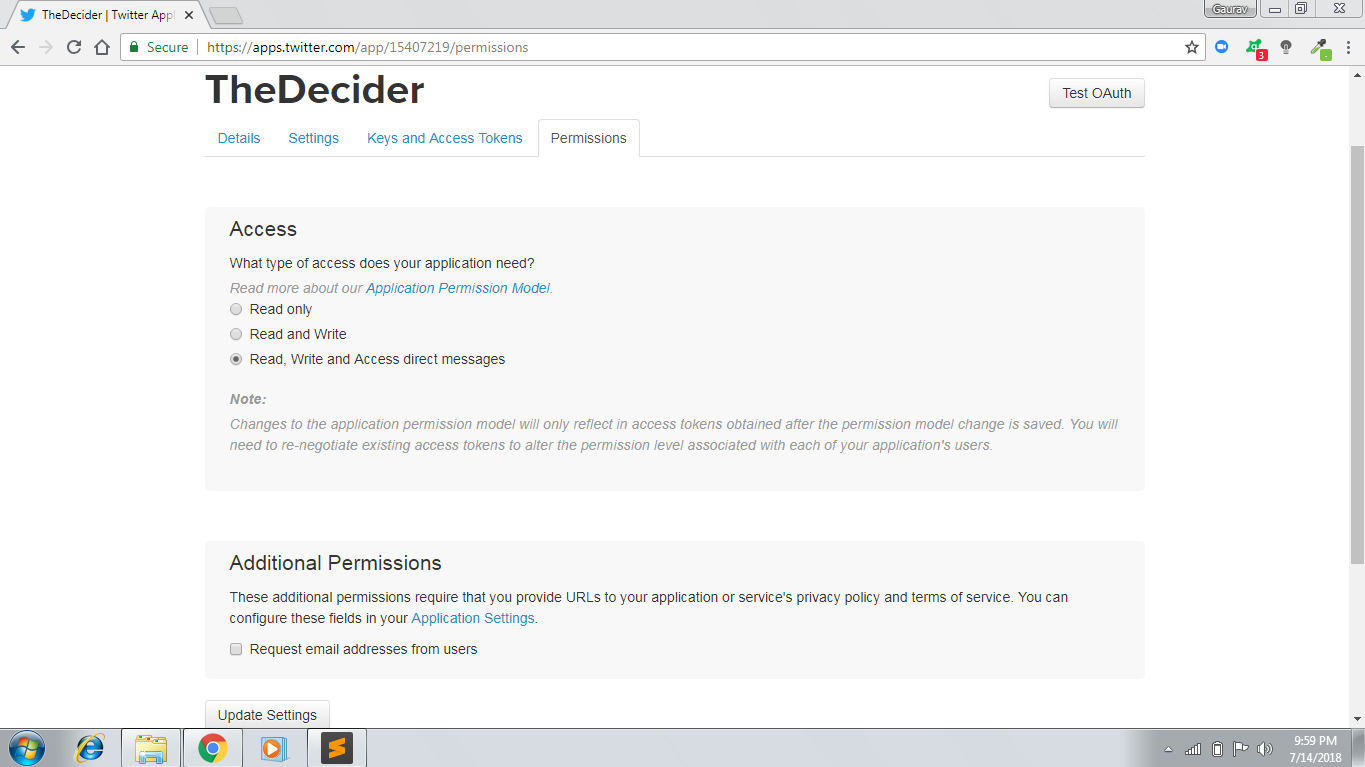 TheDecider | Twitter Appl
Gaurav
Secure
https://apps.twitter.com/app/15407219/permissions
3
TheDecider
Test OAuth
Details
Settings
Keys and Access Tokens
Permissions
Access
What type of access does your application need?
Read more about our Application Permission Model.
Read only
Read and Write
Read, Write and Access direct messages
Note:
Changes to the application permission model will only reflect in access tokens obtained after the permission model change is saved. You will
need to re-negotiate existing access tokens to alter the permission level associated with each of your application's users.
Additional Permissions
These additional permissions require that you provide URLs to your application or service's privacy policy and terms of service. You can
configure these fields in your Application Settings.
Request email addresses from users
Update Settings
9:59 PM
7/14/2018